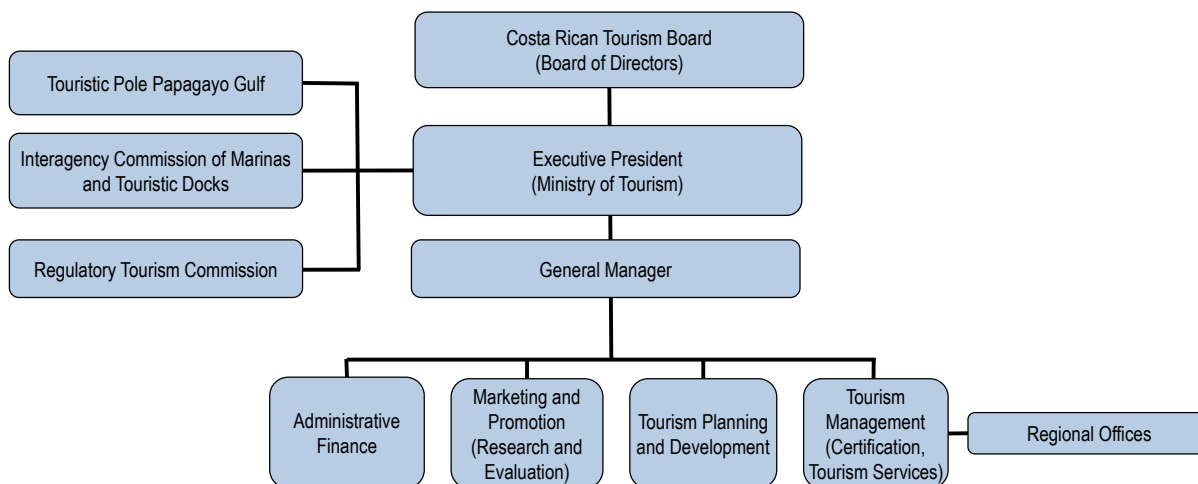 Costa Rican Tourism Board
(Board of Directors)
Touristic Pole Papagayo Gulf
Interagency Commission of Marinas
and Touristic Docks
Executive President
(Ministry of Tourism)
Regulatory Tourism Commission
General Manager
Administrative
Finance
Marketing and
Promotion
(Research and
Evaluation)
Tourism Planning
and Development
Tourism
Management
(Certification,
Tourism Services)
Regional Offices